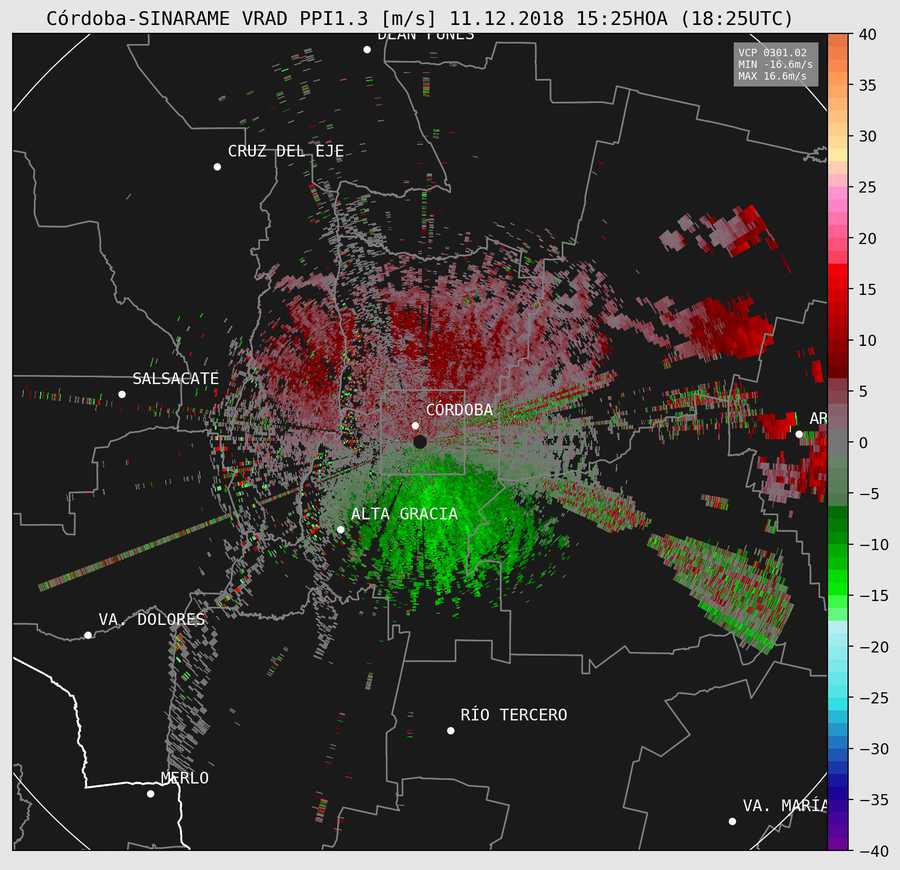 Córdoba-SINARAME VRAD PPI1.3 [m/s] 11.12.2018 15:25HOA (18:25UTC)
DEAN FUNES
VCP 0301.02
MIN -16.6m/s
MAX 16.6m/s
CRUZ DEL EJE
SALSACATE
CÓRDOBA
AR
ALTA GRACIA
VA. DOLORES
RÍO TERCERO
MERLO
VA. MARÍA
40
35
30
25
20
15
10
5
0
−5
−10
−15
−20
−25
−30
−35
−40